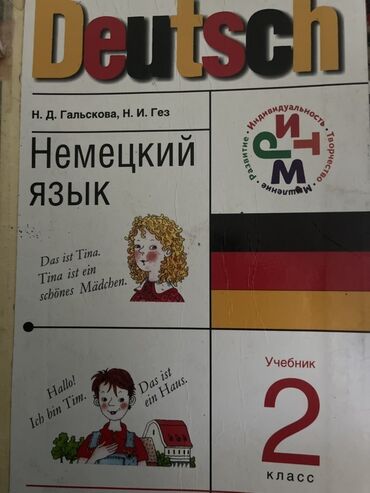 Deutsch
Н. Д. Гальскова, Н. И. Гез
Немецкий
язык
РИТМ
Развитие • Индивидуальность • Творчество • Мышление
Das ist Tina.
Tina ist ein
schönes Mädchen.
Hallo!
Ich bin Tim.
Das ist
ein Haus.
Учебник
2
класс